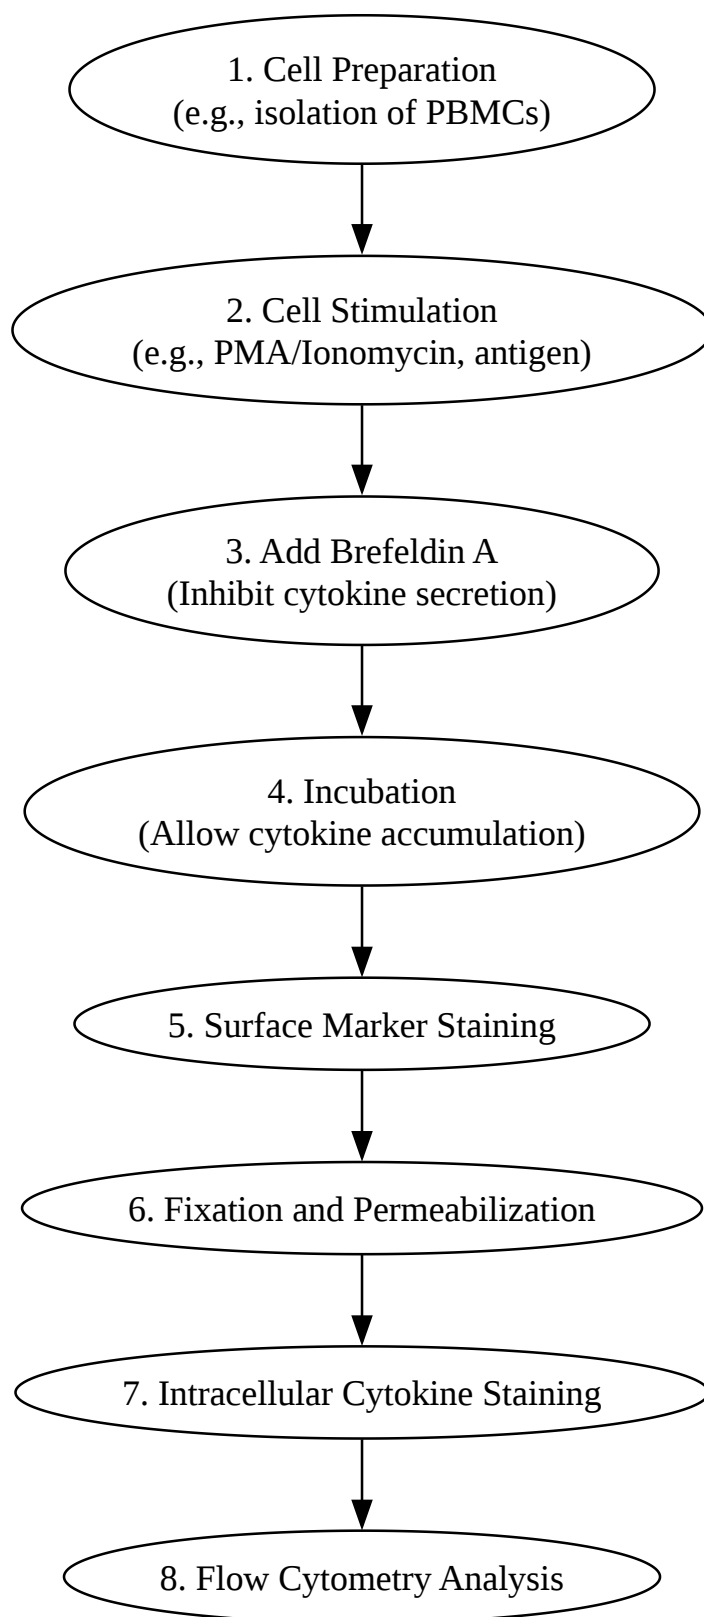 1. Cell Preparation
(e.g., isolation of PBMCs)
2. Cell Stimulation
(e.g., PMA/Ionomycin, antigen)
3. Add Brefeldin A
(Inhibit cytokine secretion)
4. Incubation
(Allow cytokine accumulation)
5. Surface Marker Staining
6. Fixation and Permeabilization
7. Intracellular Cytokine Staining
8. Flow Cytometry Analysis